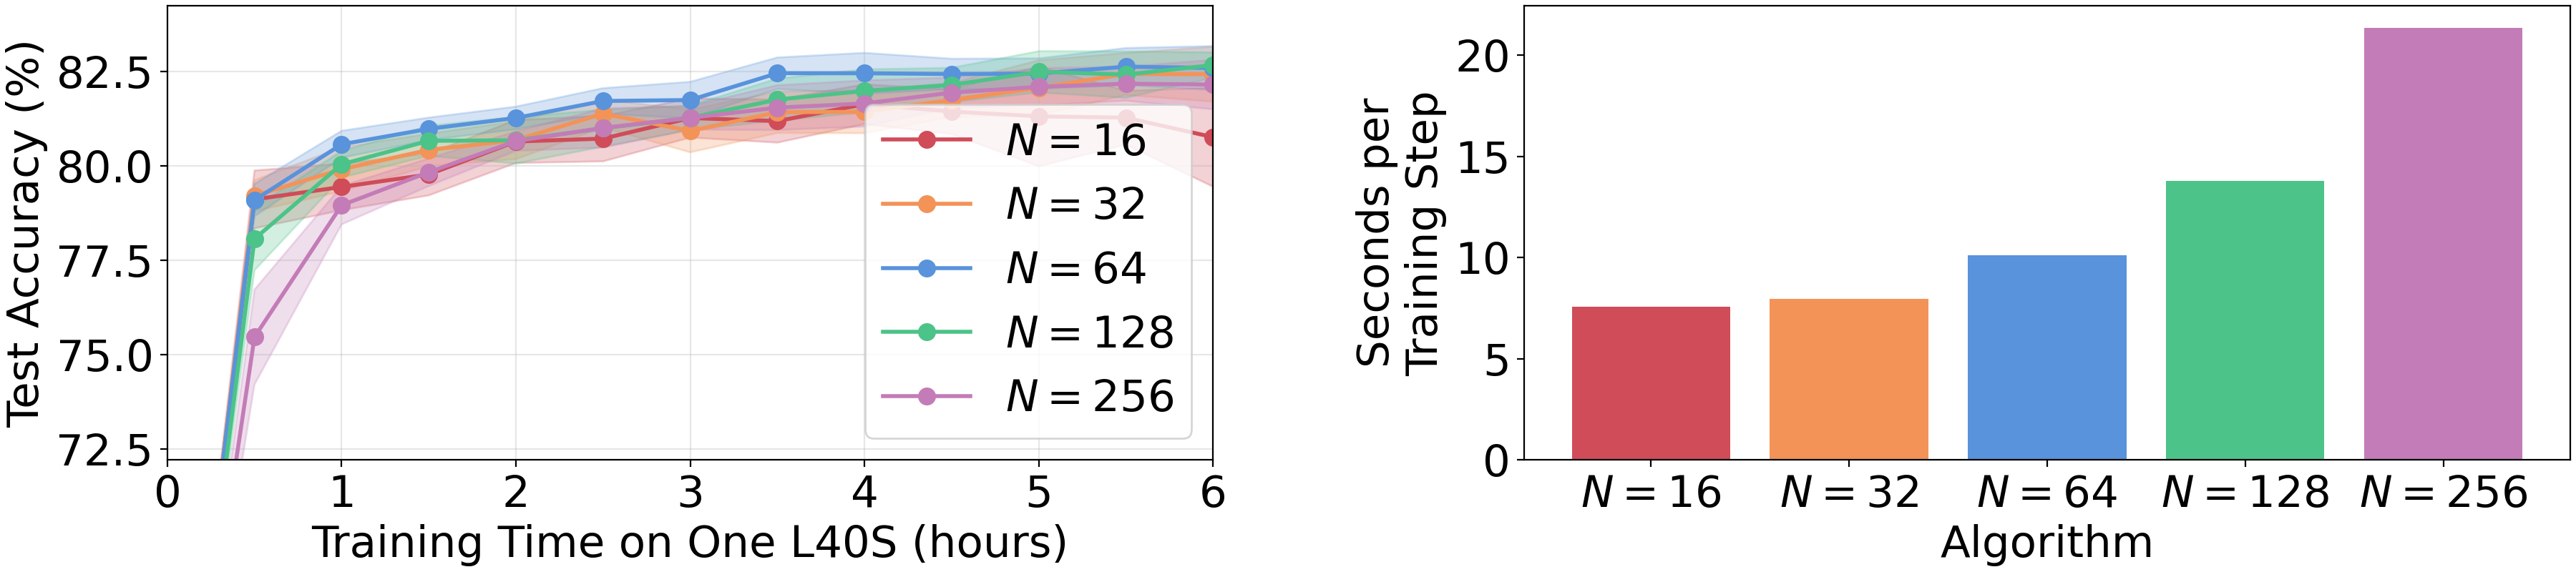 Test Accuracy (%)
82.5
80.0
77.5
75.0
72.5
0 1 2 3 4 5 6
Training Time on One L40S (hours)
N = 16
N = 32
N = 64
N = 128
N = 256
Seconds per
Training Step
20
15
10
5
0
N = 16 N = 32 N = 64 N = 128 N = 256
Algorithm